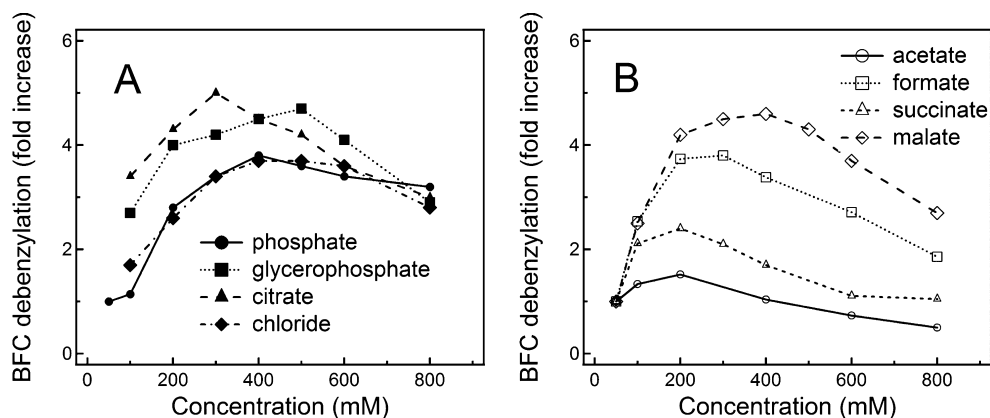 A
BFC debenzylation (fold increase)
6
4
2
0
phosphate
glycerophosphate
citrate
chloride
0 200 400 600 800
Concentration (mM)
B
BFC debenzylation (fold increase)
6
4
2
0
acetate
formate
succinate
malate
0 200 400 600 800
Concentration (mM)